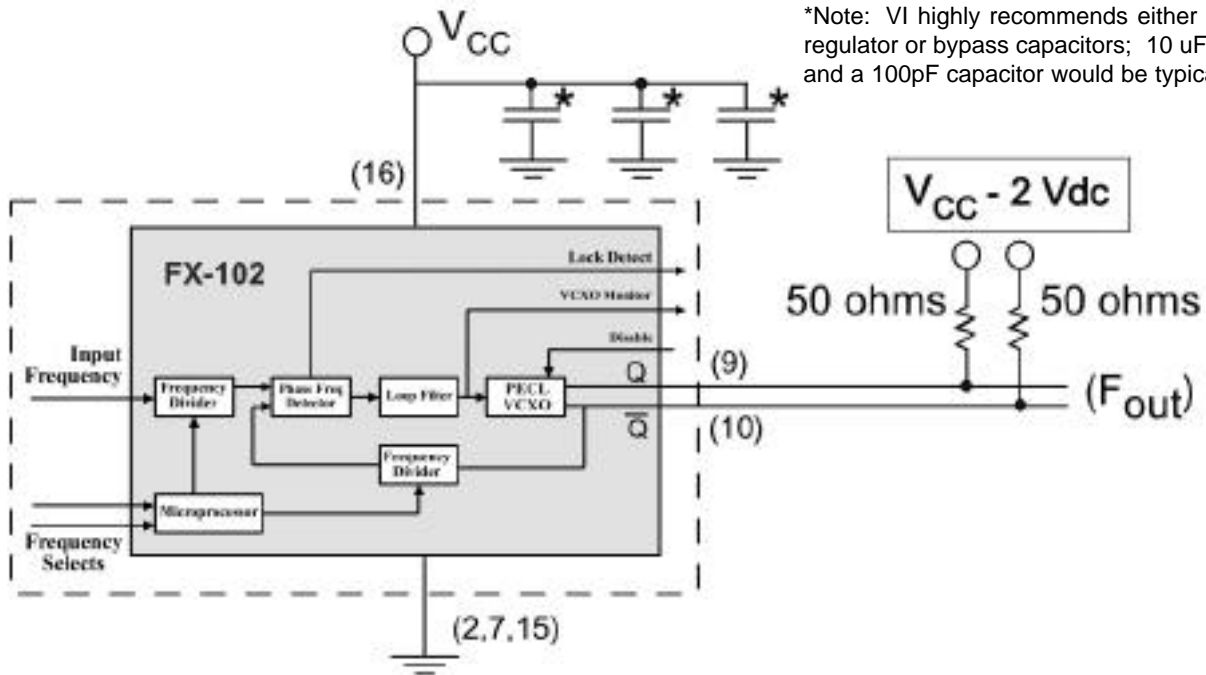 *Note: VI highly recommends either
regulator or bypass capacitors; 10 uF
and a 100pF capacitor would be
VCC
* * *
(16)
VCC - 2 Vdc
FX-102
Lock Detect
VCXO Monitor
Disable
50 ohms
50 ohms
Input
Frequency
Frequency
Divider
Phase Freq
Detector
Loop Filter
PECL
VCXO
Q
(9)
Q̅
(10)
(Fout)
Frequency
Divider
Microprocessor
Frequency
Selects
(2,7,15)